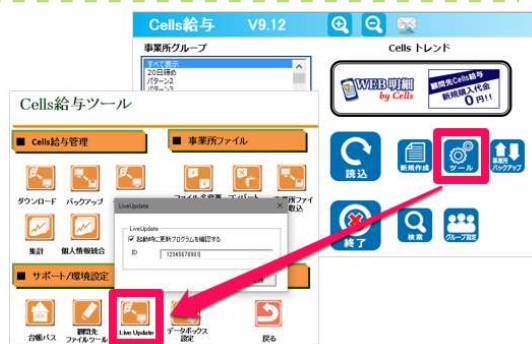 Cells給与 V9.12
事業所グループ
すべて表示
20日締め
パターン2
パターン3
Cells トレンド
WEB明細
by Cells
顧問先Cells給与
新規購入代金
0円!!
読込
新規作成
ツール
事業所
バックアップ
終了
検索
グループ設定
Cells給与ツール
■ Cells給与管理
■ 事業所ファイル
ダウンロード
バックアップ
集計
個人情報統合
LiveUpdate
LiveUpdate
起動時に更新プログラムを確認する
ID
■ サポート/環境設定
台帳パス
顧問先
ファイルツール
Live Update
データボックス
設定
戻る